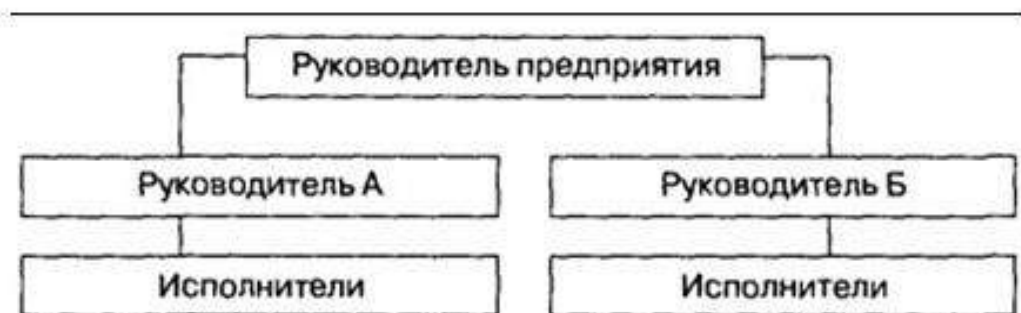 Руководитель предприятия
Руководитель А
Руководитель Б
Исполнители
Исполнители